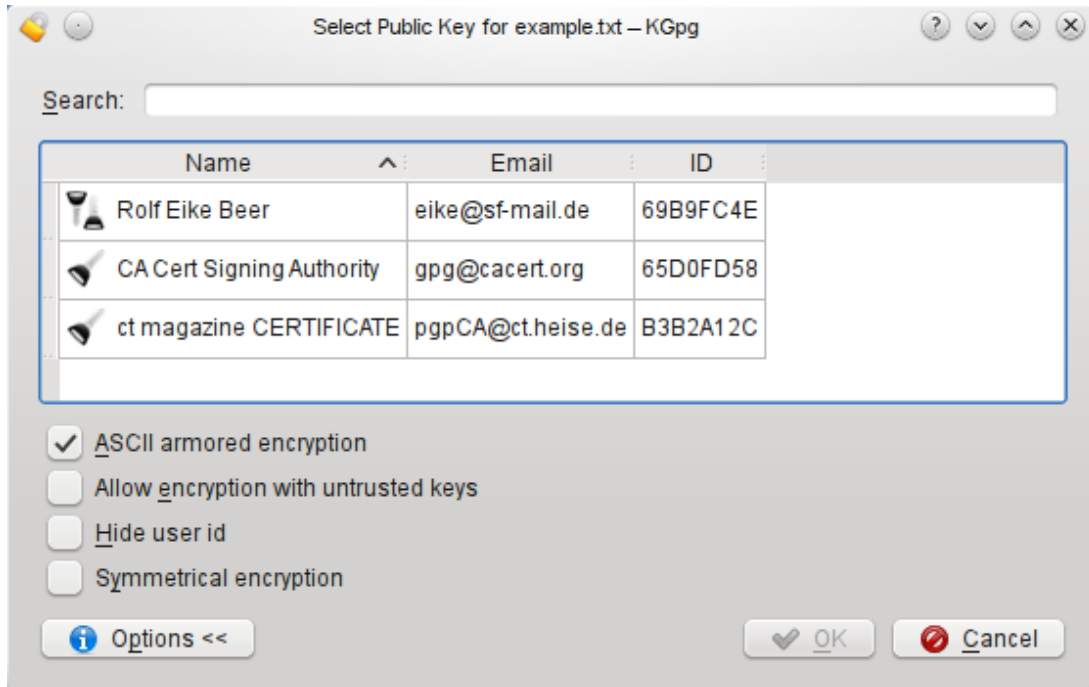 Select Public Key for example.txt – KGpg
Search:
Name Email ID
Rolf Eike Beer eike@sf-mail.de 69B9FC4E
CA Cert Signing Authority gpg@cacert.org 65D0FD58
ct magazine CERTIFICATE pgpCA@ct.heise.de B3B2A12C
ASCII armored encryption
Allow encryption with untrusted keys
Hide user id
Symmetrical encryption
Options << OK Cancel